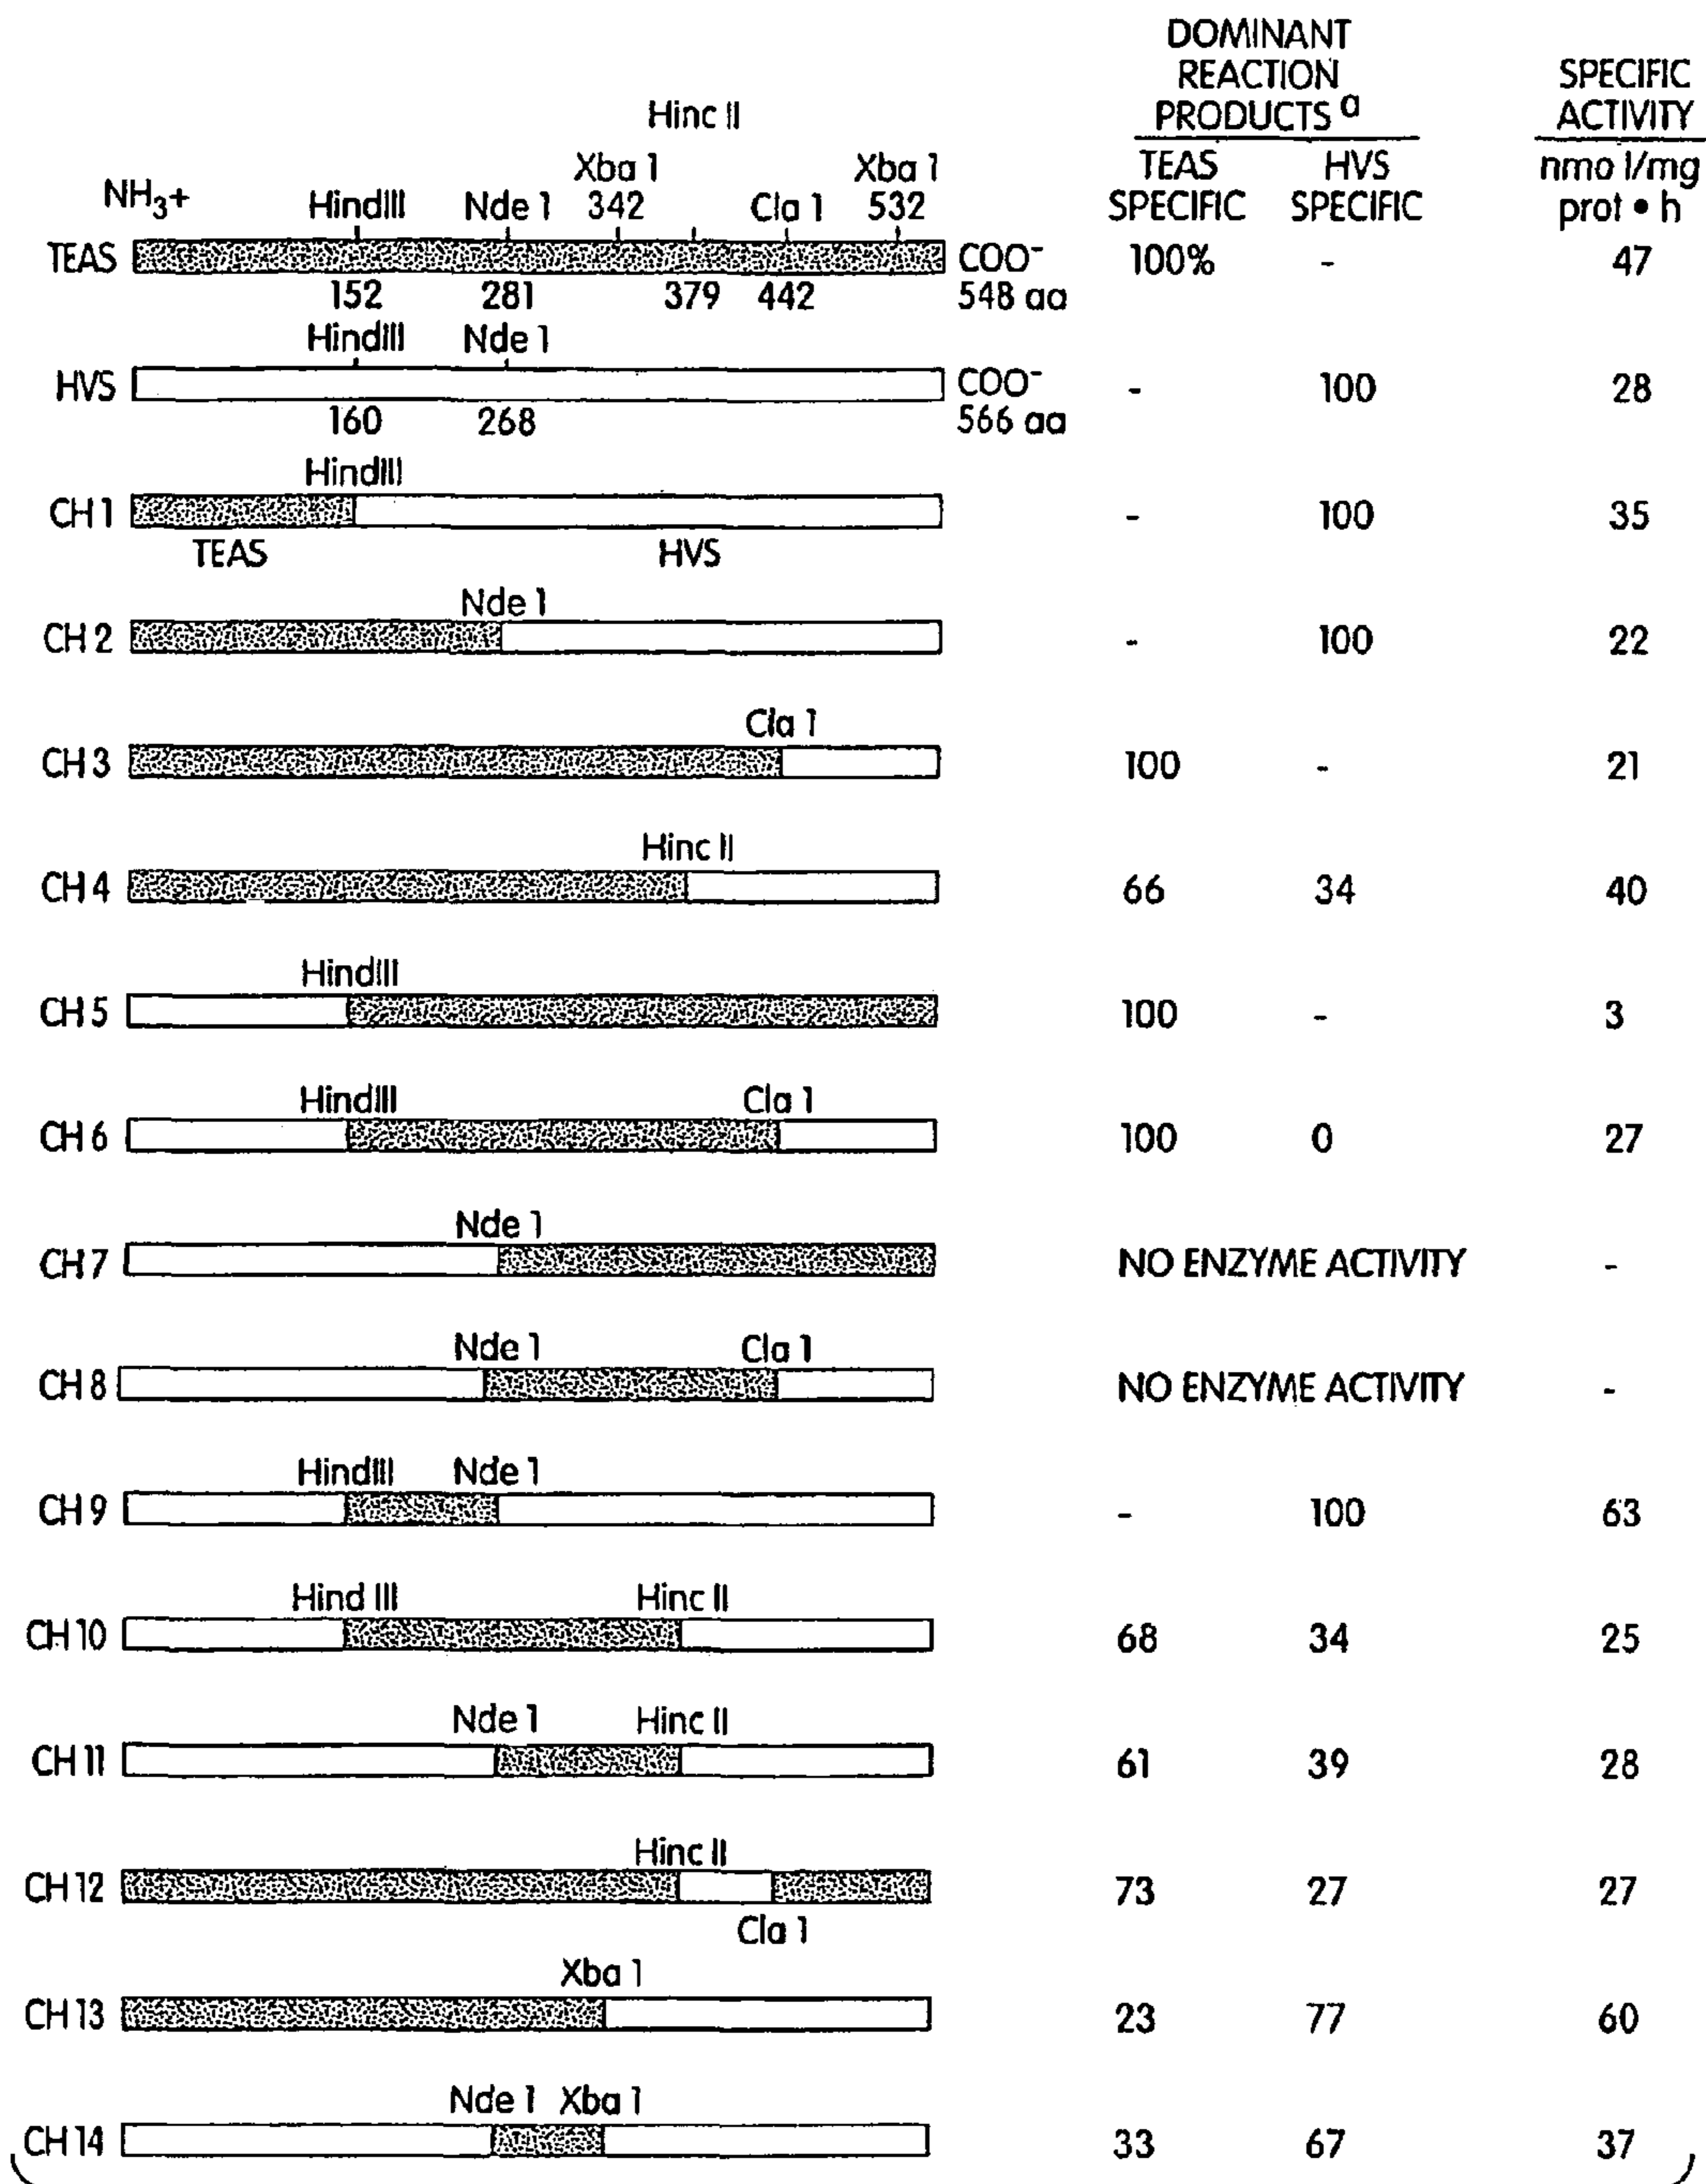 DOMINANT
REACTION
PRODUCTS a
SPECIFIC
ACTIVITY
TEAS
SPECIFIC
HVS
SPECIFIC
nmo l/mg
prot • h
Hinc II
NH3+ HindIII Nde 1 Xba 1 342 Cla 1 Xba 1 532
TEAS COO- 100% - 47
152 281 379 442 548 aa
HindIII Nde 1
HVS COO- - 100 28
160 268 566 aa
HindIII
CH 1 - 100 35
TEAS HVS
Nde 1
CH 2 - 100 22
Cla 1
CH 3 100 - 21
Hinc II
CH 4 66 34 40
HindIII
CH 5 100 - 3
HindIII Cla 1
CH 6 100 0 27
Nde 1
CH 7 NO ENZYME ACTIVITY -
Nde 1 Cla 1
CH 8 NO ENZYME ACTIVITY -
HindIII Nde 1
CH 9 - 100 63
Hind III Hinc II
CH 10 68 34 25
Nde 1 Hinc II
CH 11 61 39 28
Hinc II
CH 12 73 27 27
Cla 1
Xba 1
CH 13 23 77 60
Nde 1 Xba 1
CH 14 33 67 37